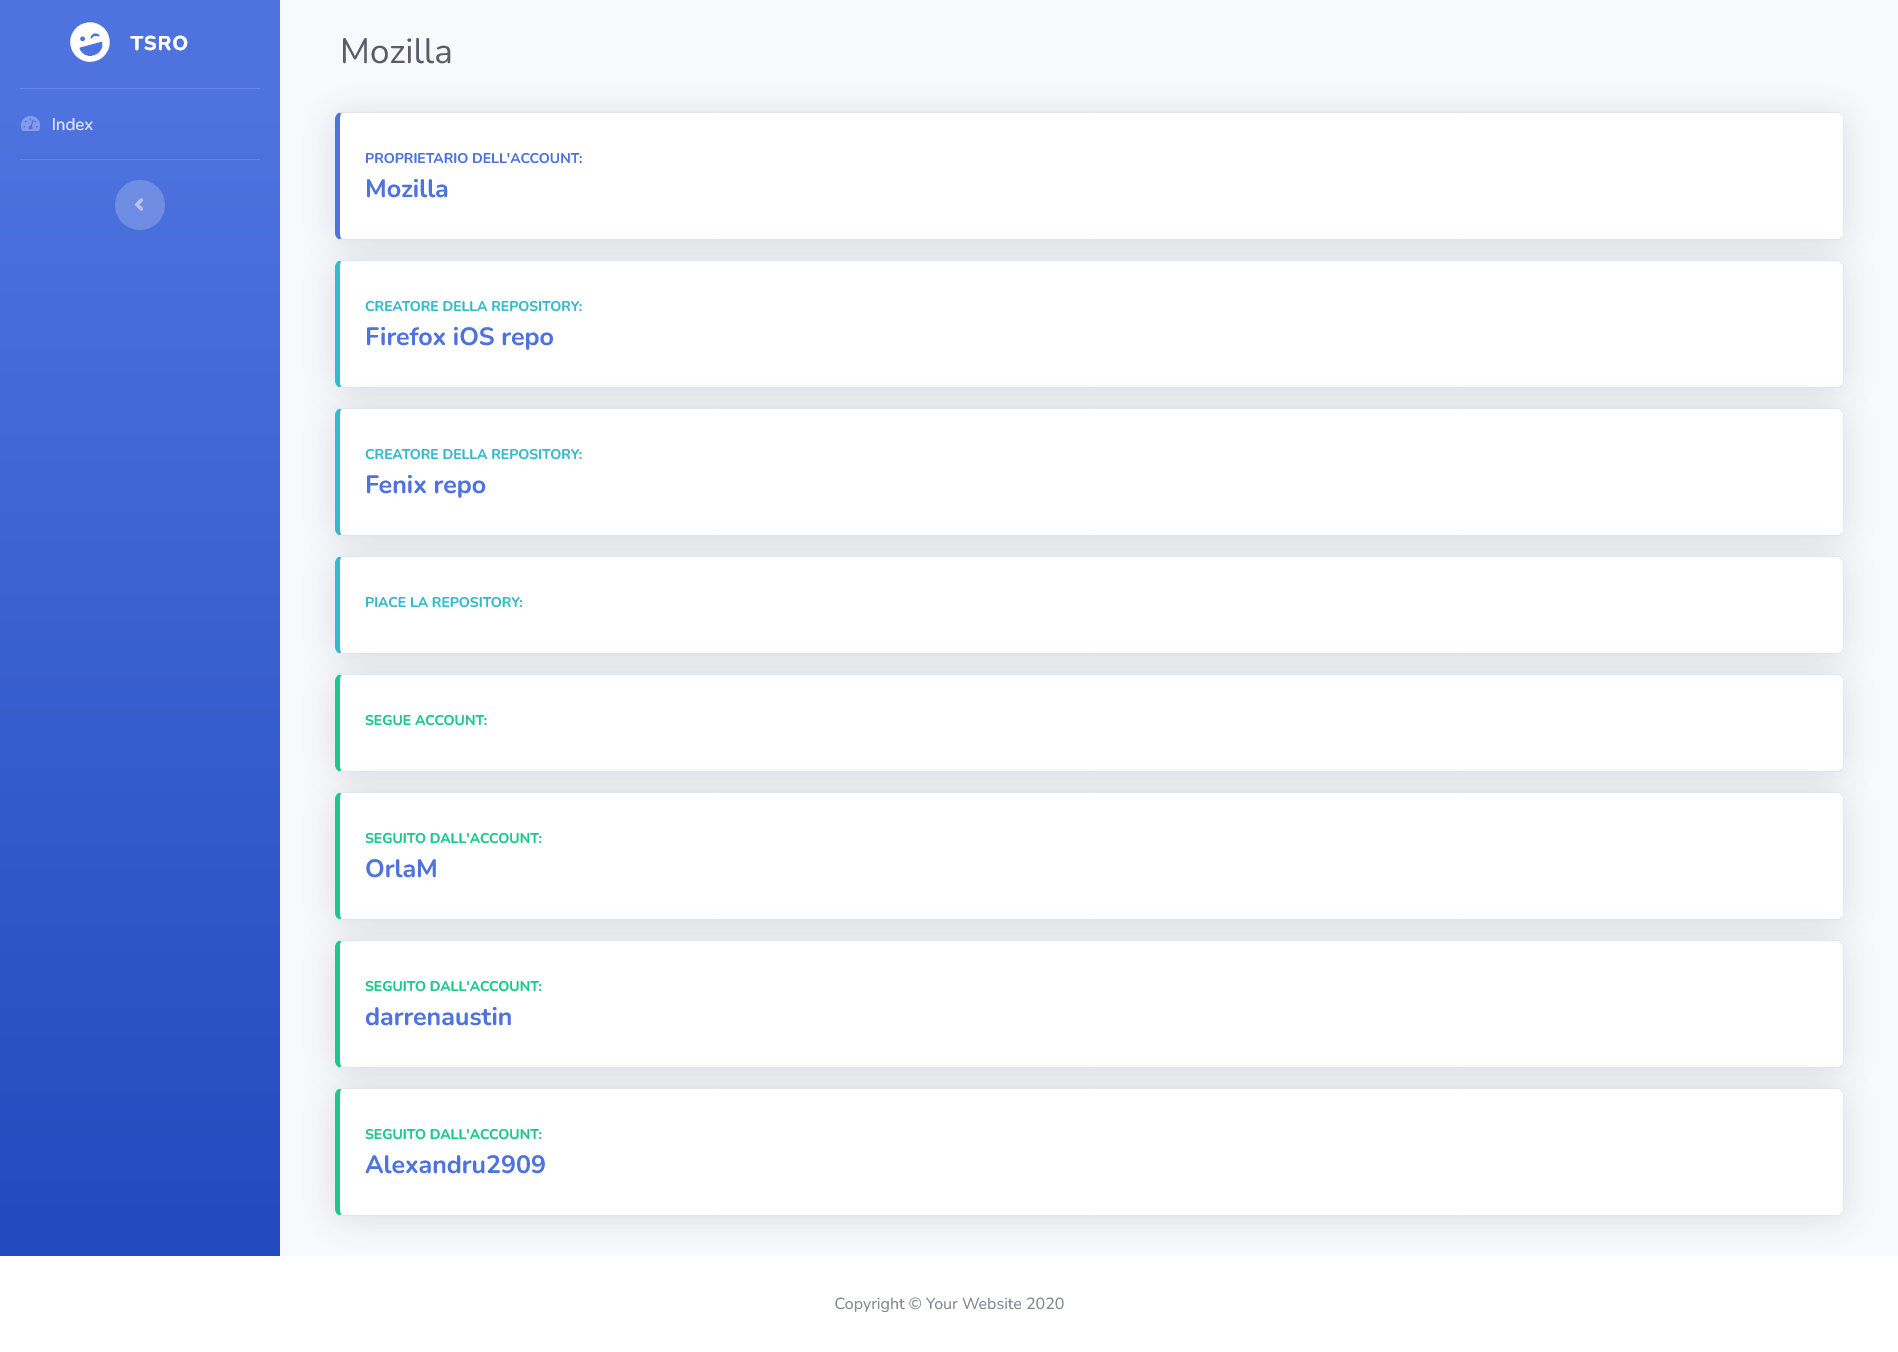 TSRO
Index
Mozilla
PROPRIETARIO DELL'ACCOUNT:
Mozilla
CREATORE DELLA REPOSITORY:
Firefox iOS repo
CREATORE DELLA REPOSITORY:
Fenix repo
PIACE LA REPOSITORY:
SEGUE ACCOUNT:
SEGUITO DALL'ACCOUNT:
OrlaM
SEGUITO DALL'ACCOUNT:
darrenaustin
SEGUITO DALL'ACCOUNT:
Alexandru2909
Copyright © Your Website 2020